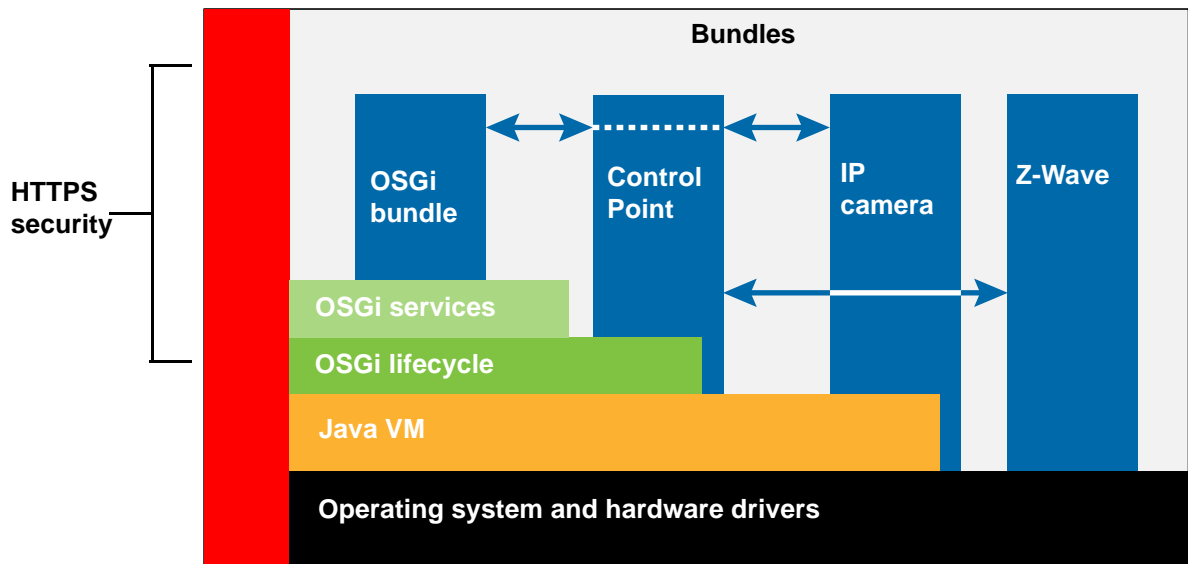 Bundles
HTTPS
security
OSGi
bundle
Control
Point
IP
camera
Z-Wave
OSGi services
OSGi lifecycle
Java VM
Operating system and hardware drivers